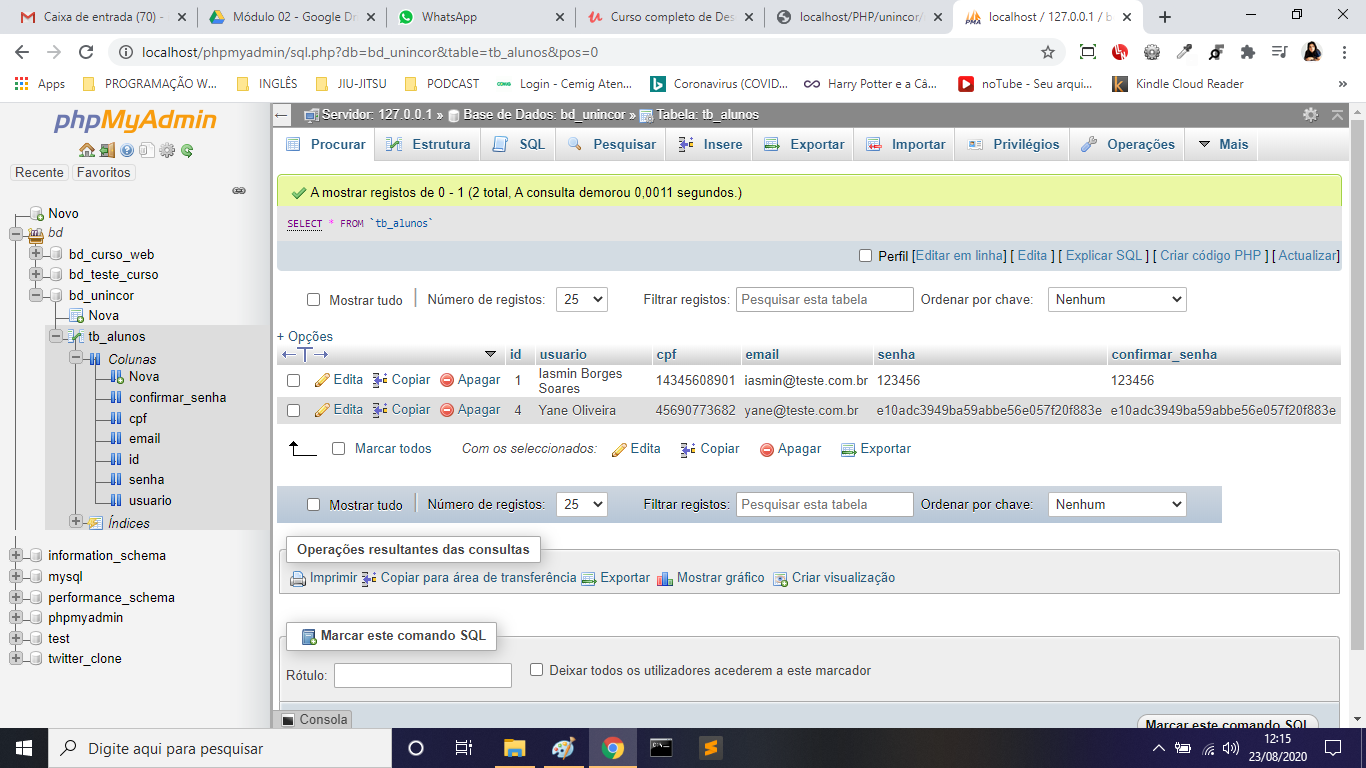 Caixa de entrada (70) -
Módulo 02 - Google Dr
WhatsApp
Curso completo de Des
localhost/PHP/unincor/
localhost / 127.0.0.1 / b
localhost/phpmyadmin/sql.php?db=bd_unincor&table=tb_alunos&pos=0
Apps
PROGRAMAÇÃO W...
INGLÊS
JIU-JITSU
PODCAST
Login - Cemig Aten...
Coronavirus (COVID...
Harry Potter e a Câ...
noTube - Seu arqui...
Kindle Cloud Reader
»
phpMyAdmin
Recente
Favoritos
Novo
bd
bd_curso_web
bd_teste_curso
bd_unincor
Nova
tb_alunos
Colunas
Nova
confirmar_senha
cpf
email
id
senha
usuario
Índices
information_schema
mysql
performance_schema
phpmyadmin
test
twitter_clone
Servidor: 127.0.0.1 » Base de Dados: bd_unincor » Tabela: tb_alunos
Procurar Estrutura SQL Pesquisar Insere Exportar Importar Privilégios Operações Mais
A mostrar registos de 0 - 1 (2 total, A consulta demorou 0,0011 segundos.)
SELECT * FROM `tb_alunos`
Perfil [Editar em linha] [ Edita ] [ Explicar SQL ] [ Criar código PHP ] [ Actualizar]
Mostrar tudo Número de registos: 25 Filtrar registos: Pesquisar esta tabela Ordenar por chave: Nenhum
+ Opções
id usuario cpf email senha confirmar_senha
Edita Copiar Apagar 1 Iasmin Borges Soares 14345608901 iasmin@teste.com.br 123456 123456
Edita Copiar Apagar 4 Yane Oliveira 45690773682 yane@teste.com.br e10adc3949ba59abbe56e057f20f883e e10adc3949ba59abbe56e057f20f883e
Marcar todos Com os seleccionados: Edita Copiar Apagar Exportar
Mostrar tudo Número de registos: 25 Filtrar registos: Pesquisar esta tabela Ordenar por chave: Nenhum
Operações resultantes das consultas
Imprimir Copiar para área de transferência Exportar Mostrar gráfico Criar visualização
Marcar este comando SQL
Rótulo: Deixar todos os utilizadores acederem a este marcador
Consola
Marcar este comando SQL
Digite aqui para pesquisar
12:15
23/08/2020